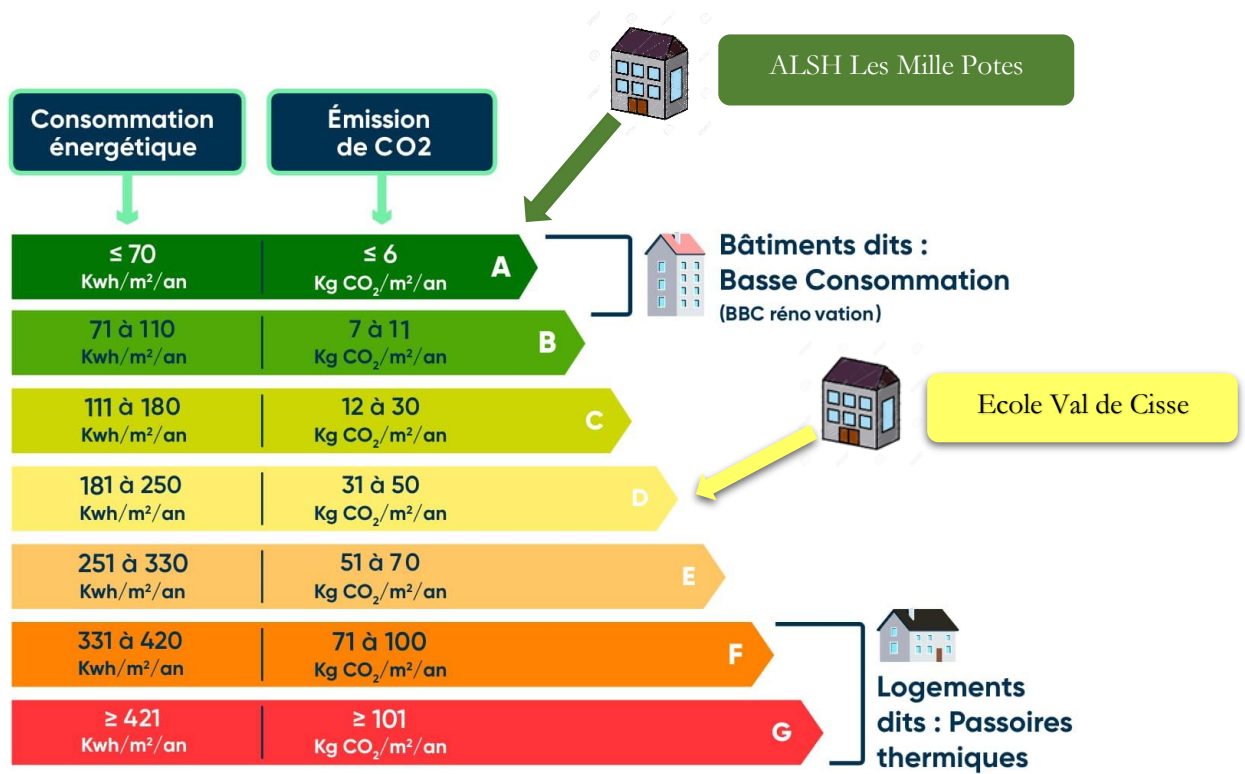 ALSH Les Mille Potes
Consommation
énergétique
Émission
de CO2
≤ 70
Kwh/m²/an
≤ 6
Kg CO₂/m²/an
A
Bâtiments dits :
Basse Consommation
(BBC réno vation)
71 à 110
Kwh/m²/an
7 à 11
Kg CO₂/m²/an
B
111 à 180
Kwh/m²/an
12 à 30
Kg CO₂/m²/an
C
Ecole Val de Cisse
181 à 250
Kwh/m²/an
31 à 50
Kg CO₂/m²/an
D
251 à 330
Kwh/m²/an
51 à 70
Kg CO₂/m²/an
E
331 à 420
Kwh/m²/an
71 à 100
Kg CO₂/m²/an
F
≥ 421
Kwh/m²/an
≥ 101
Kg CO₂/m²/an
G
Logements
dits : Passoires
thermiques